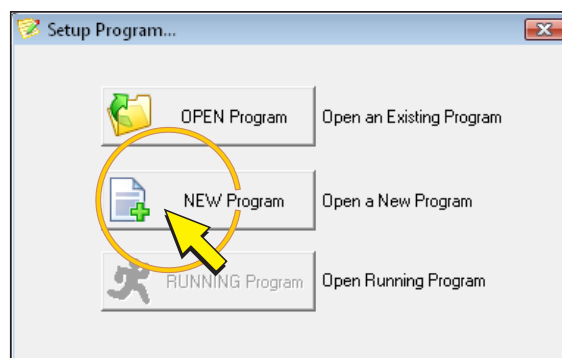 Setup Program...
OPEN Program Open an Existing Program
NEW Program Open a New Program
RUNNING Program Open Running Program